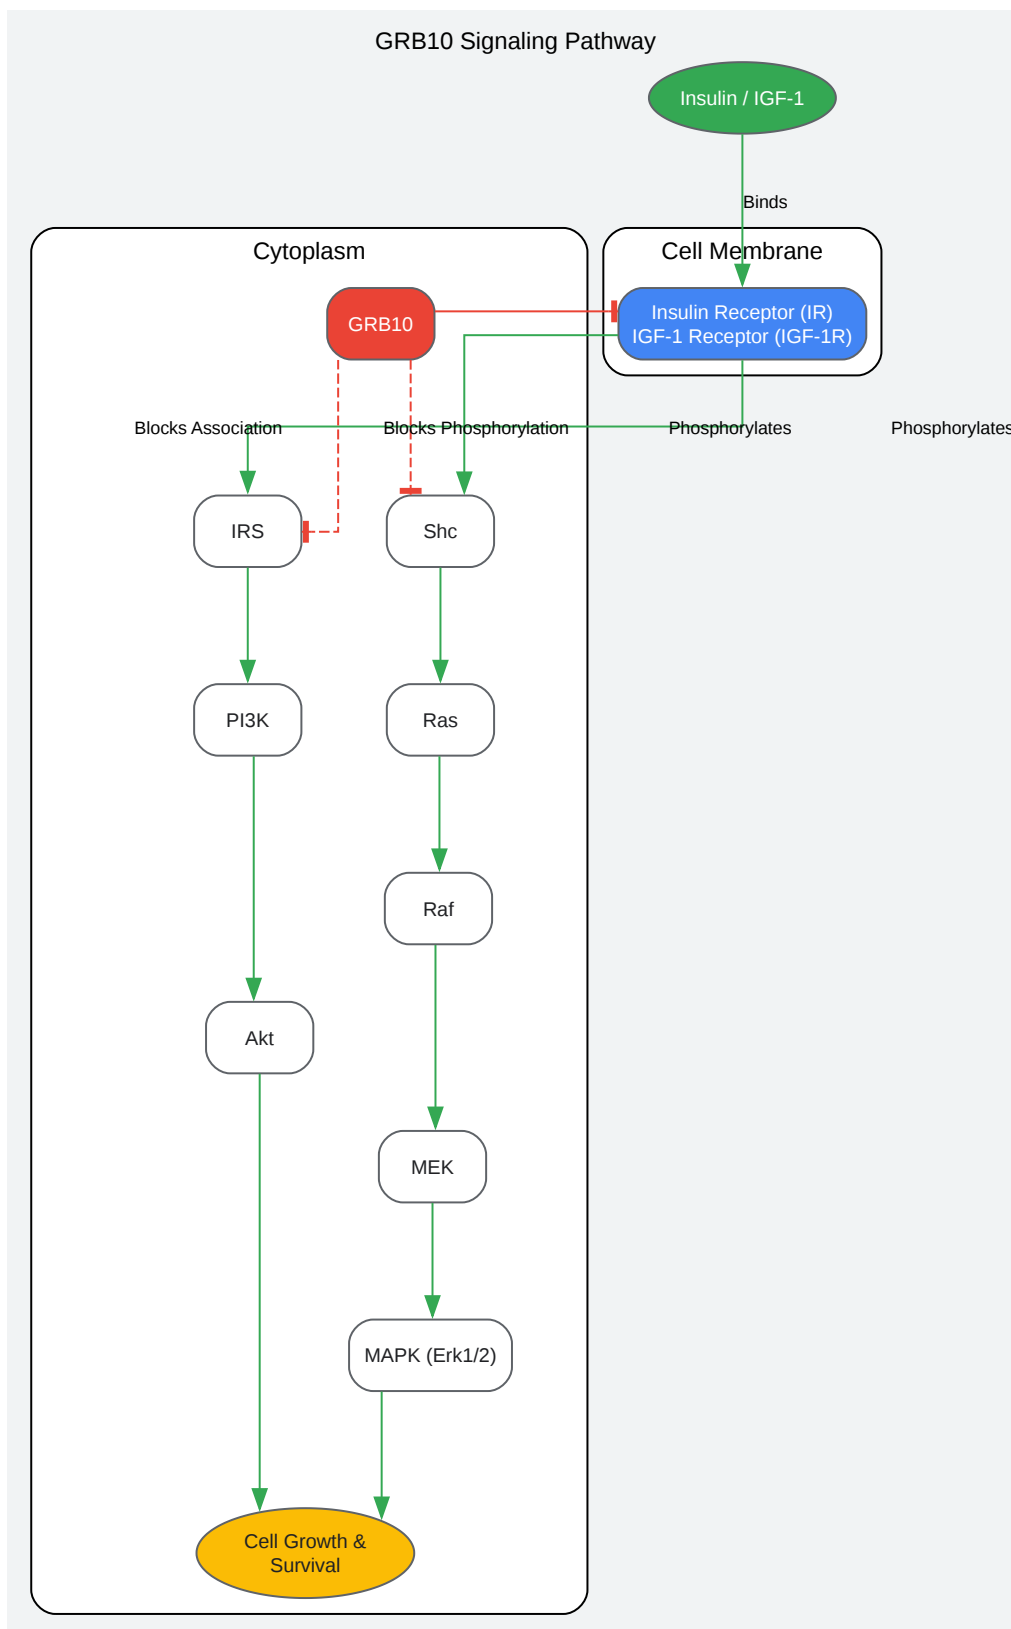 GRB10 Signaling Pathway
Insulin / IGF-1
Binds
Cytoplasm
Cell Membrane
GRB10
Insulin Receptor (IR)
IGF-1 Receptor (IGF-1R)
Blocks Association
Blocks Phosphorylation
Phosphorylates
Phosphorylates
IRS
Shc
PI3K
Ras
Raf
Akt
MEK
MAPK (Erk1/2)
Cell Growth &
Survival